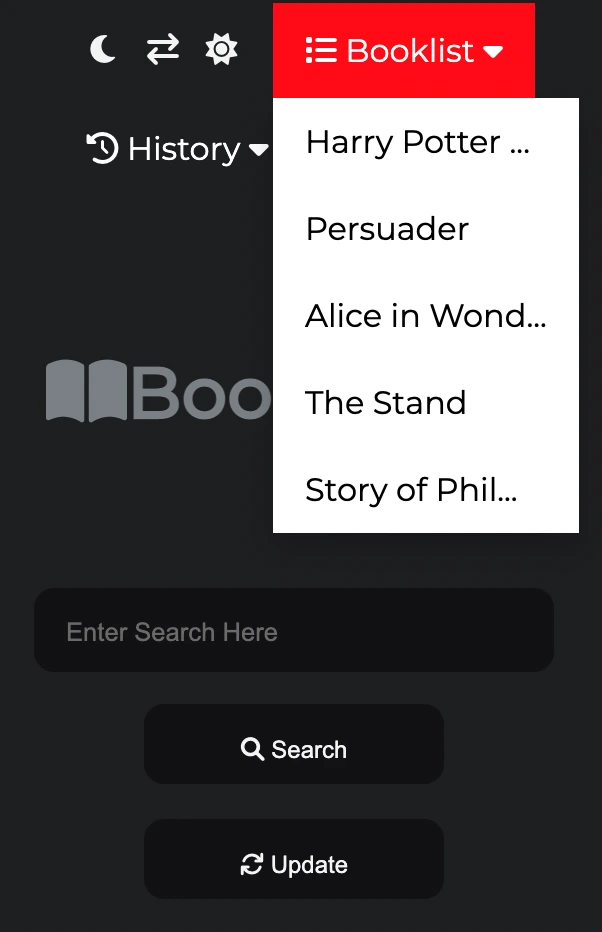 Booklist
History
Harry Potter ...
Persuader
Alice in Wond...
The Stand
Story of Phil...
Boo
Enter Search Here
Search
Update